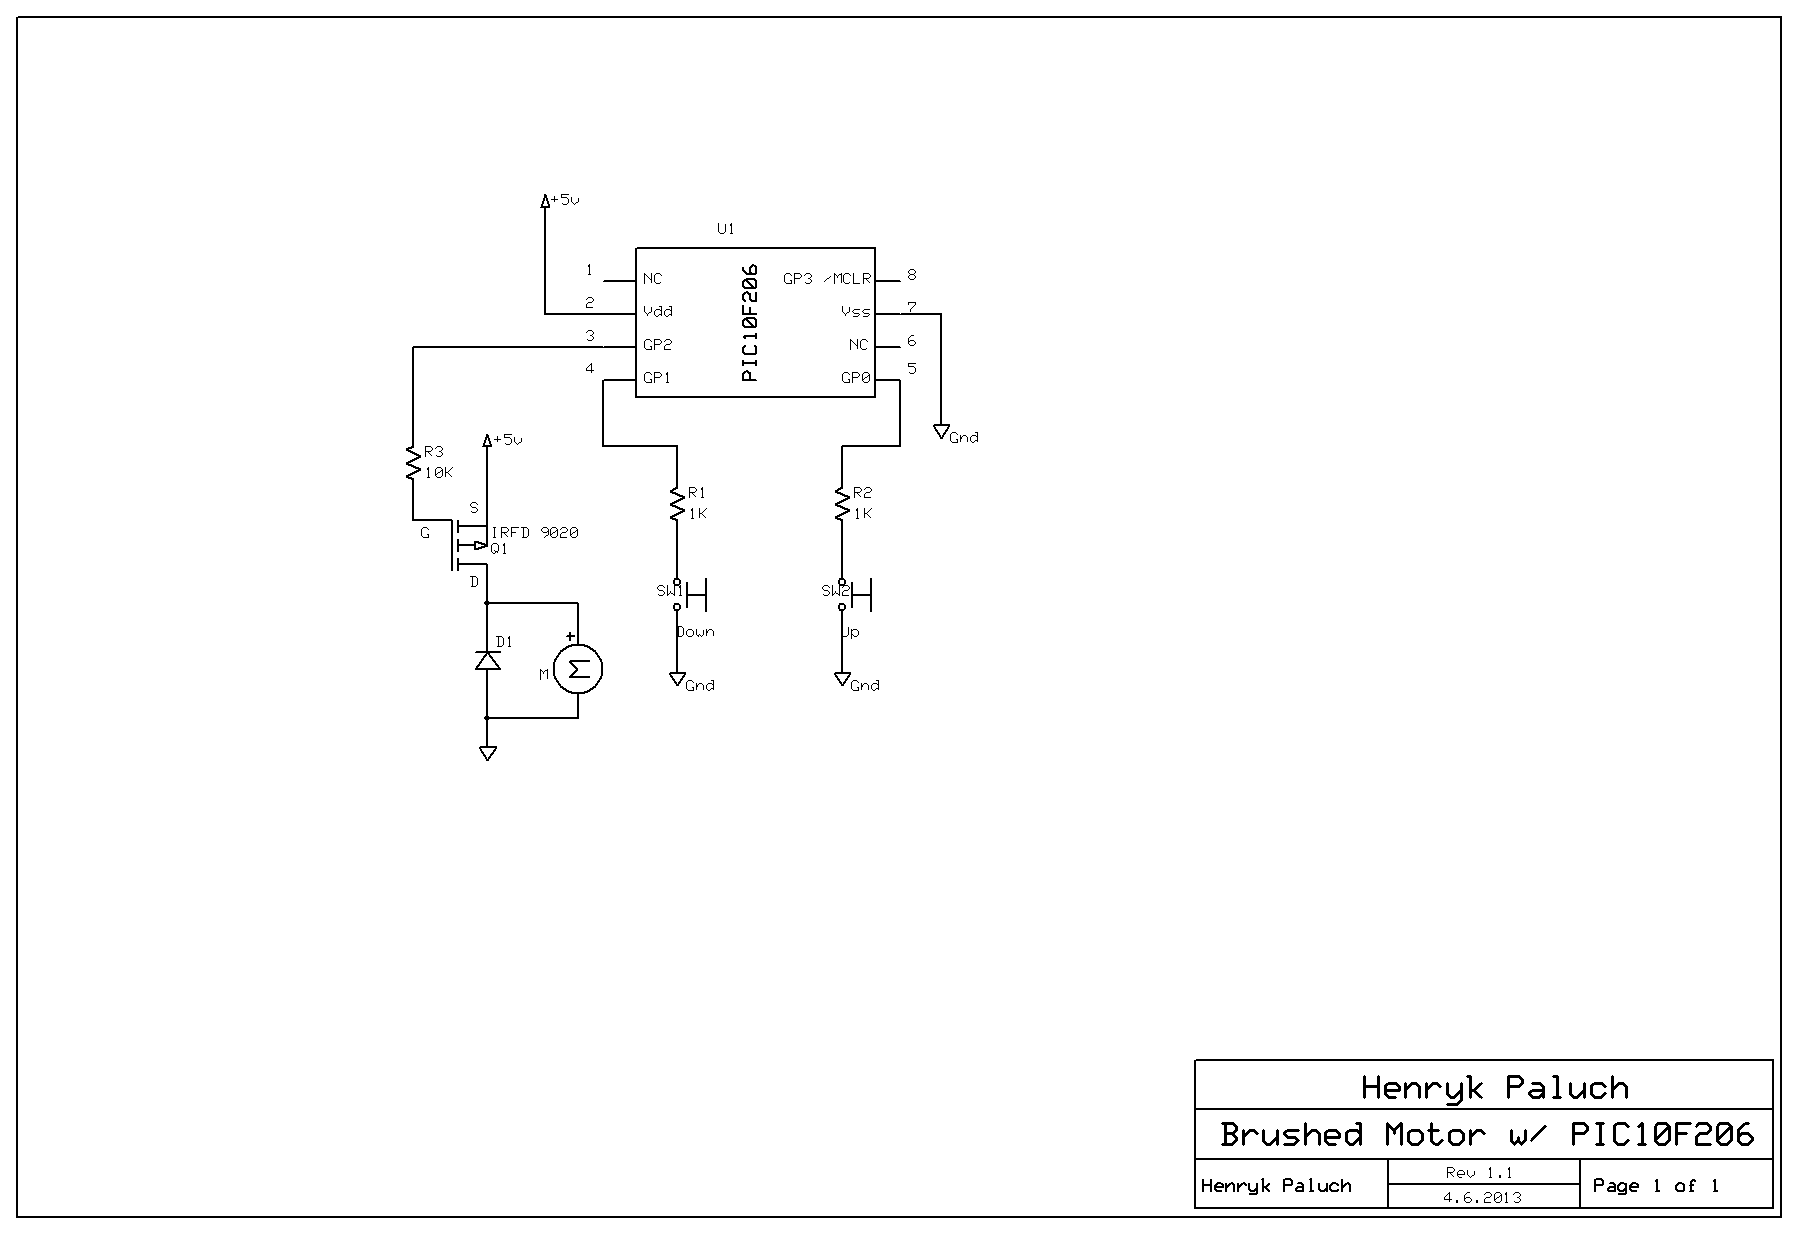 +5v
U1
1
NC
GP3 /MCLR
8
2
Vdd
Vss
7
3
GP2
NC
6
4
GP1
GP0
5
PIC10F206
Gnd
R3
10K
+5v
S
G
IRFD 9020
Q1
D
R1
1K
R2
1K
SW1
SW2
Down
Up
D1
+
M
Σ
Gnd
Gnd
Henryk Paluch
Brushed Motor w/ PIC10F206
Henryk Paluch
Rev 1.1
4.6.2013
Page 1 of 1